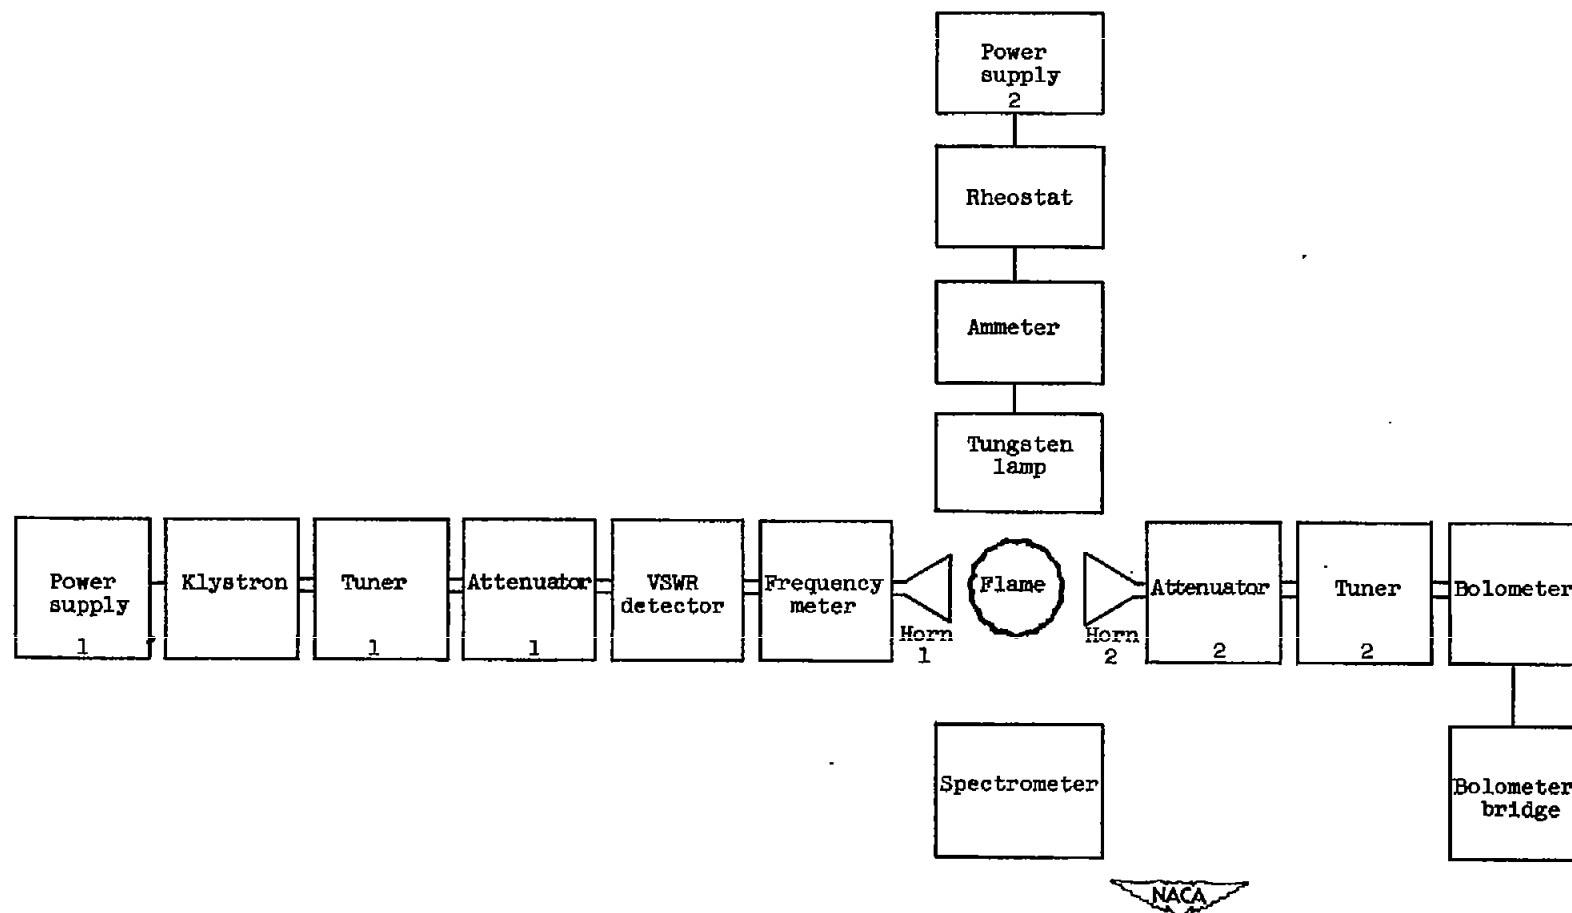 Power
supply
2
Rheostat
Ammeter
Tungsten
lamp
Power
supply
1
Klystron
Tuner
1
Attenuator
1
VSWR
detector
Frequency
meter
Horn
1
Flame
Horn
2
Attenuator
2
Tuner
2
Bolometer
Spectrometer
Bolometer
bridge
NACA